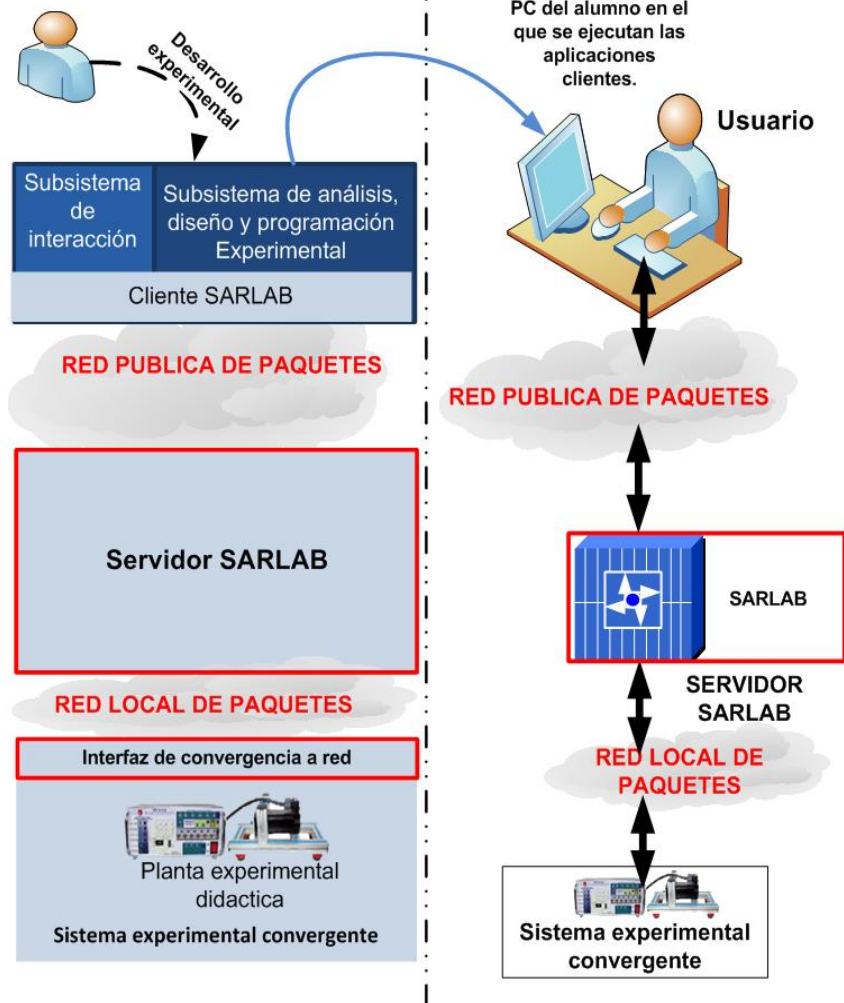 Desarrollo
experimental
Subsistema
de
interacción
Subsistema de análisis,
diseño y programación
Experimental
Cliente SARLAB
RED PUBLICA DE PAQUETES
Servidor SARLAB
RED LOCAL DE PAQUETES
Interfaz de convergencia a red
Planta experimental
didactica
Sistema experimental convergente
PC del alumno en el
que se ejecutan las
aplicaciones
clientes.
Usuario
RED PUBLICA DE PAQUETES
SARLAB
SERVIDOR
SARLAB
RED LOCAL DE
PAQUETES
Sistema experimental
convergente